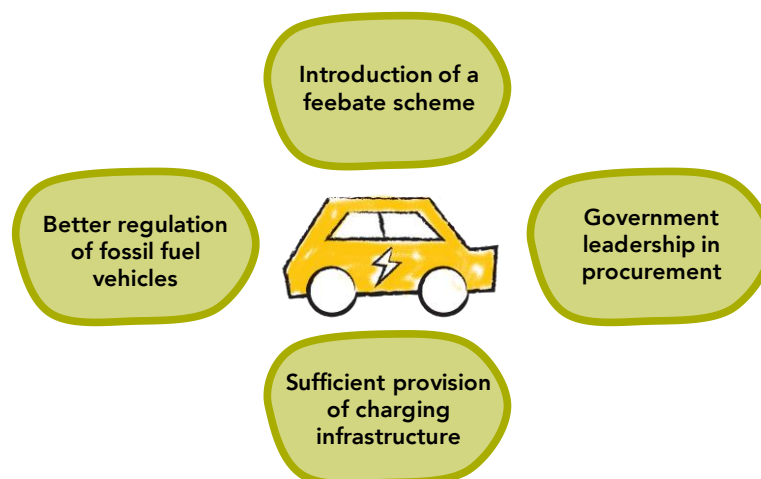 Introduction of a
feebate scheme
Better regulation
of fossil fuel
vehicles
Government
leadership in
procurement
Sufficient provision
of charging
infrastructure